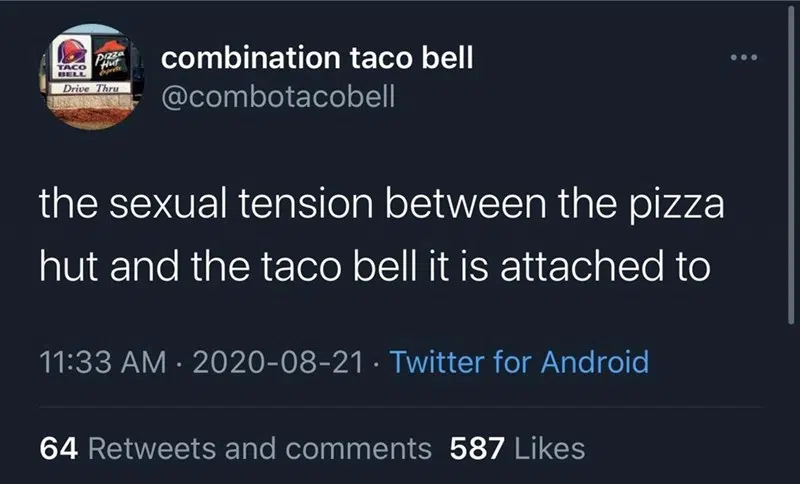 TACO
BELL
Pizza
Hut
Express
Drive Thru
combination taco bell
@combotacobell
the sexual tension between the pizza
hut and the taco bell it is attached to
11:33 AM · 2020-08-21 · Twitter for Android
64 Retweets and comments 587 Likes